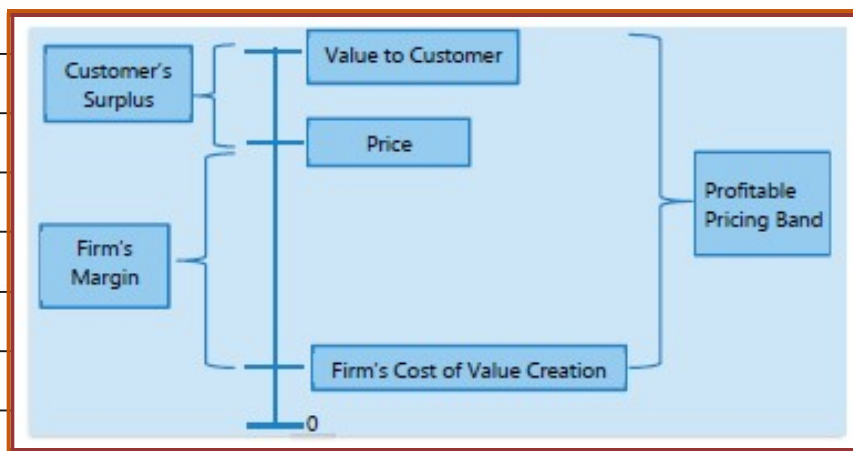 Customer's
Surplus
Value to Customer
Price
Profitable
Pricing Band
Firm's
Margin
Firm's Cost of Value Creation
0